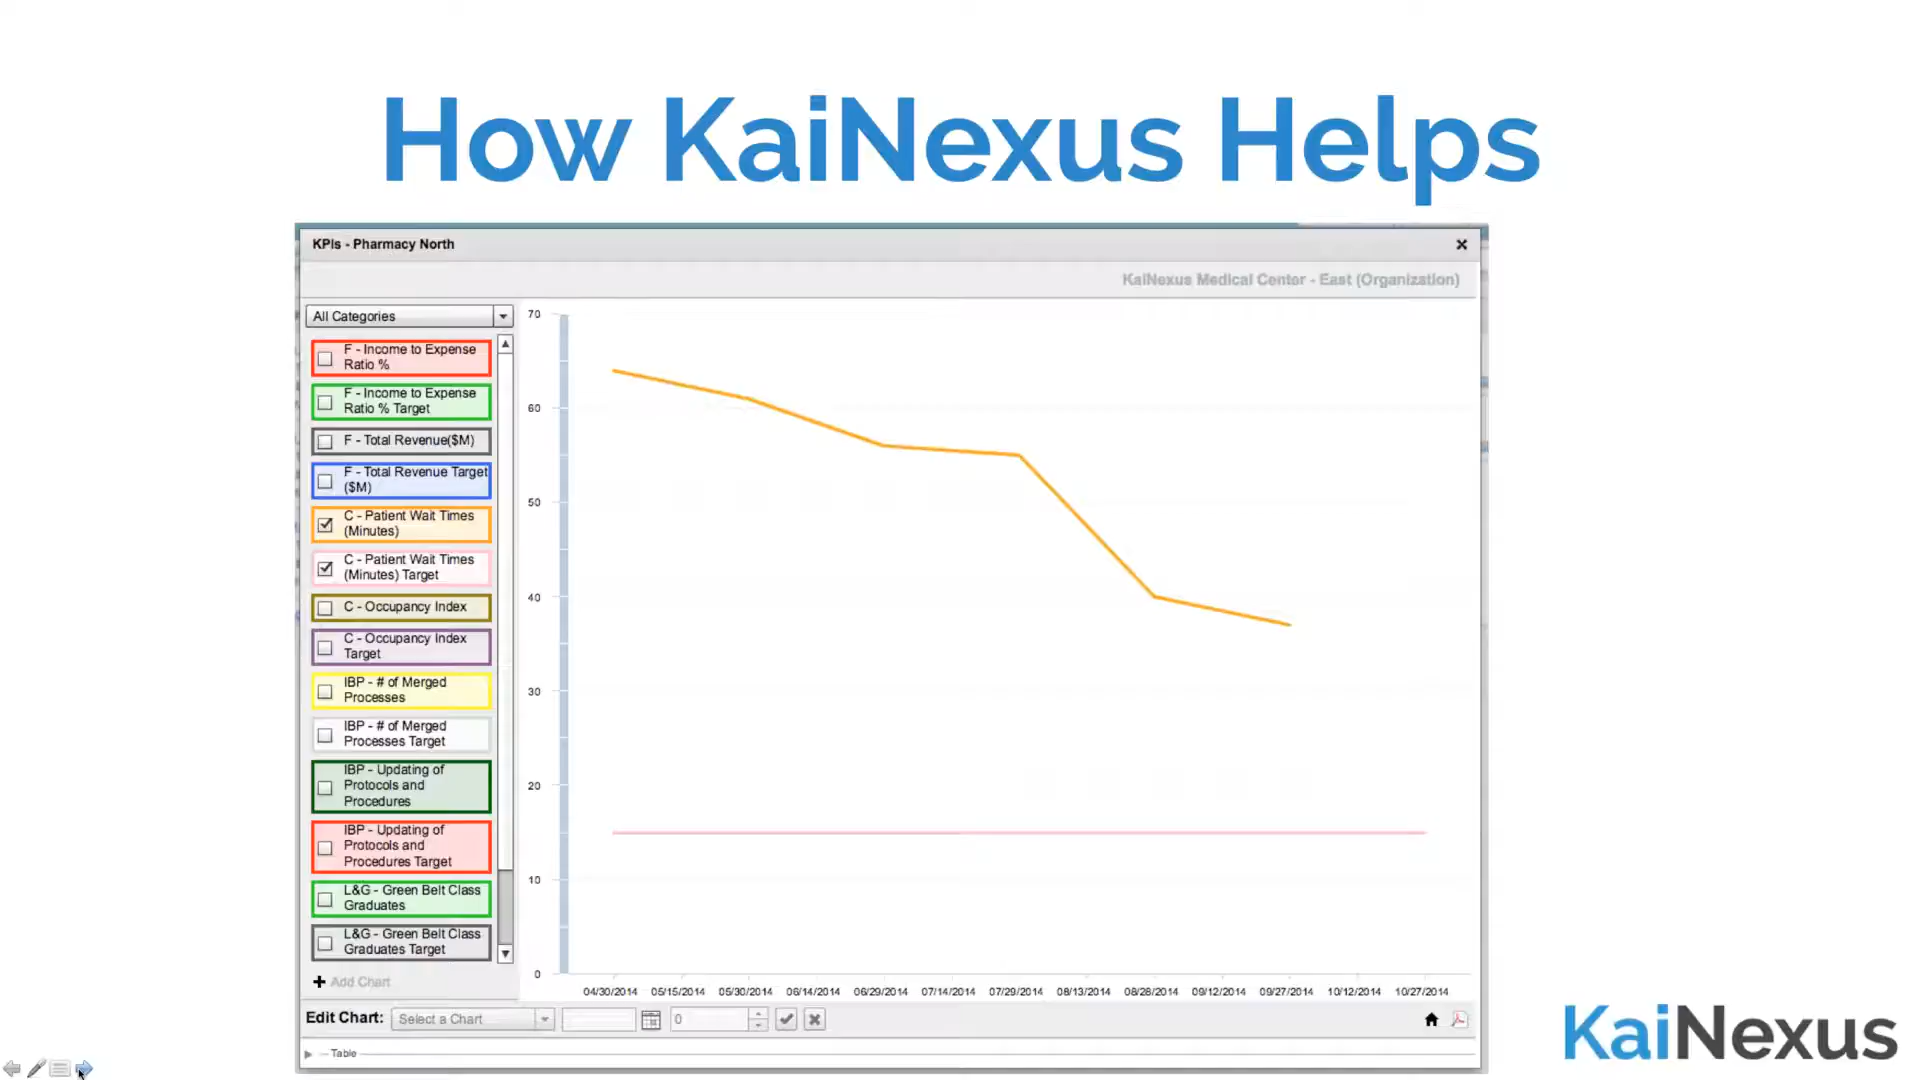 How KaiNexus Helps
KPIs - Pharmacy North
KaiNexus Medical Center - East (Organization)
All Categories
F - Income to Expense
Ratio %
F - Income to Expense
Ratio % Target
F - Total Revenue($M)
F - Total Revenue Target
($M)
C - Patient Wait Times
(Minutes)
C - Patient Wait Times
(Minutes) Target
C - Occupancy Index
C - Occupancy Index
Target
IBP - # of Merged
Processes
IBP - # of Merged
Processes Target
IBP - Updating of
Protocols and
Procedures
IBP - Updating of
Protocols and
Procedures Target
L&G - Green Belt Class
Graduates
L&G - Green Belt Class
Graduates Target
Add Chart
70
60
50
40
30
20
10
0
04/30/2014 05/15/2014 05/30/2014 06/14/2014 06/29/2014 07/14/2014 07/29/2014 08/13/2014 08/28/2014 09/12/2014 09/27/2014 10/12/2014 10/27/2014
Edit Chart: Select a Chart 0
Table
KaiNexus